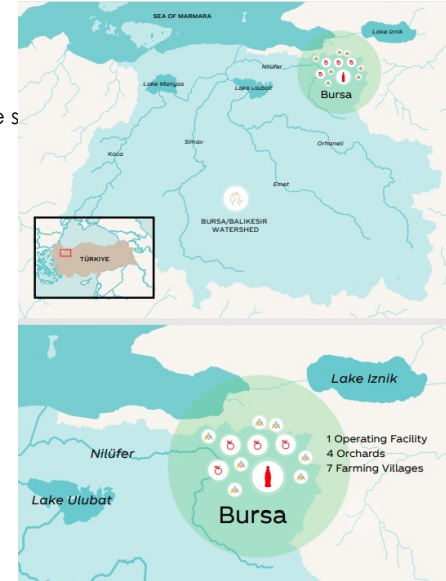 SEA OF MARMARA
Lake Iznik
Nilüfer
Lake Manyas
Lake Ulubat
Bursa
e s
Koca
Simav
Orhaneli
Emet
BURSA/BALIKESIR
WATERSHED
TÜRKIYE
Lake Iznik
1 Operating Facility
4 Orchards
7 Farming Villages
Nilüfer
Lake Ulubat
Bursa